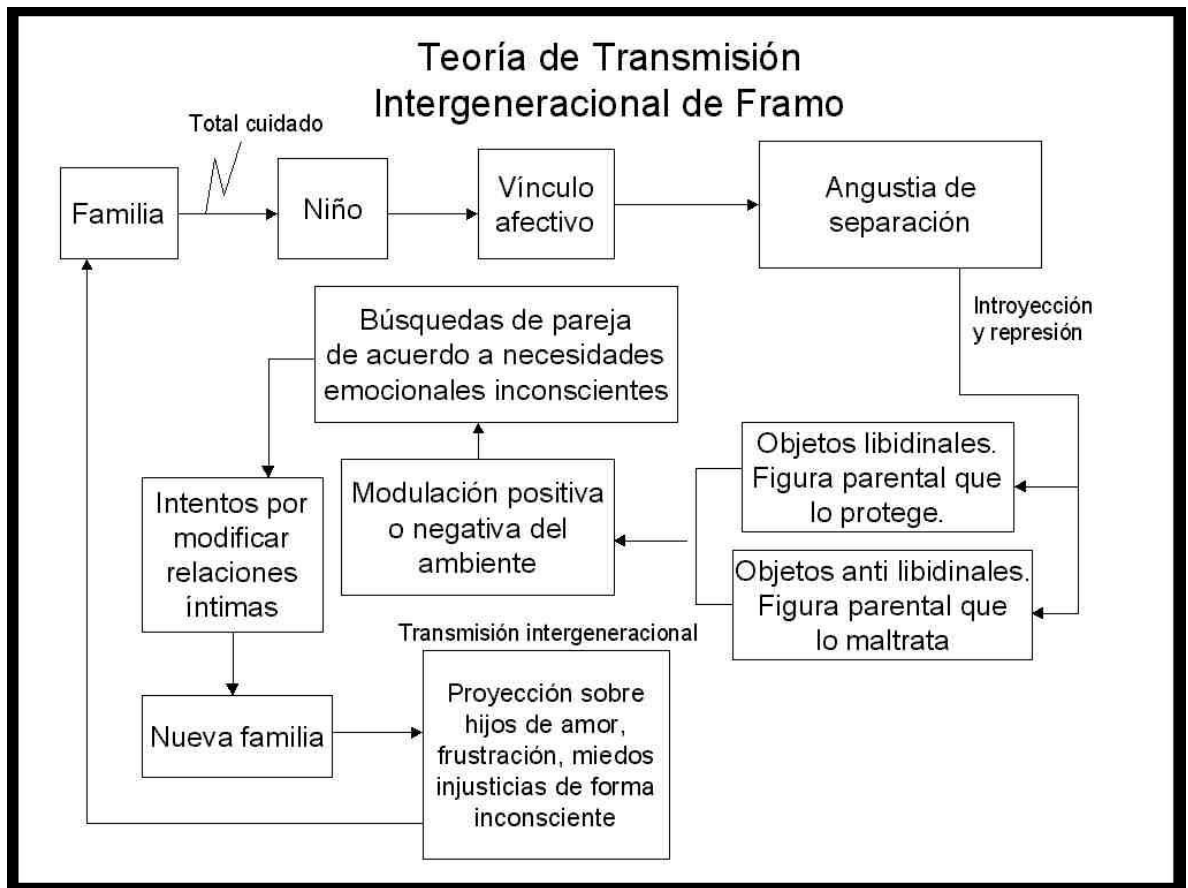 Teoría de Transmisión
Intergeneracional de Framo
Total cuidado
Familia
Niño
Vínculo
afectivo
Angustia de
separación
Introyección
y represión
Búsquedas de pareja
de acuerdo a necesidades
emocionales inconscientes
Objetos libidinales.
Figura parental que
lo protege.
Modulación positiva
o negativa del
ambiente
Intentos por
modificar
relaciones
íntimas
Objetos anti libidinales.
Figura parental que
lo maltrata
Transmisión intergeneracional
Nueva familia
Proyección sobre
hijos de amor,
frustración, miedos
injusticias de forma
inconsciente